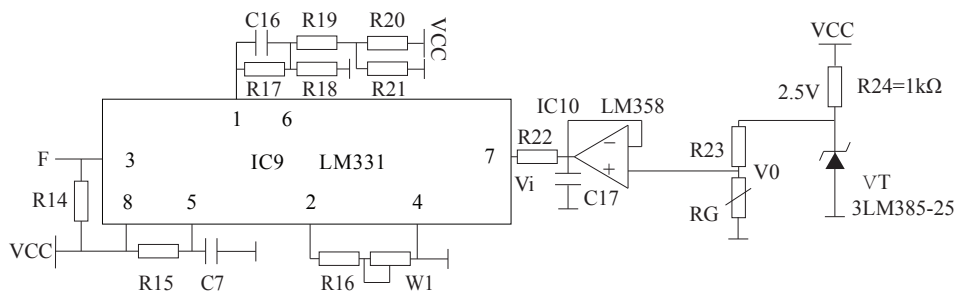 C16
R19
R20
VCC
R17
R18
R21
VCC
R24=1kΩ
2.5V
IC10
LM358
1
6
R22
R23
F
3
IC9
LM331
7
V0
Vi
C17
VT
R14
8
5
2
4
RG
3LM385-25
VCC
R15
C7
R16
W1